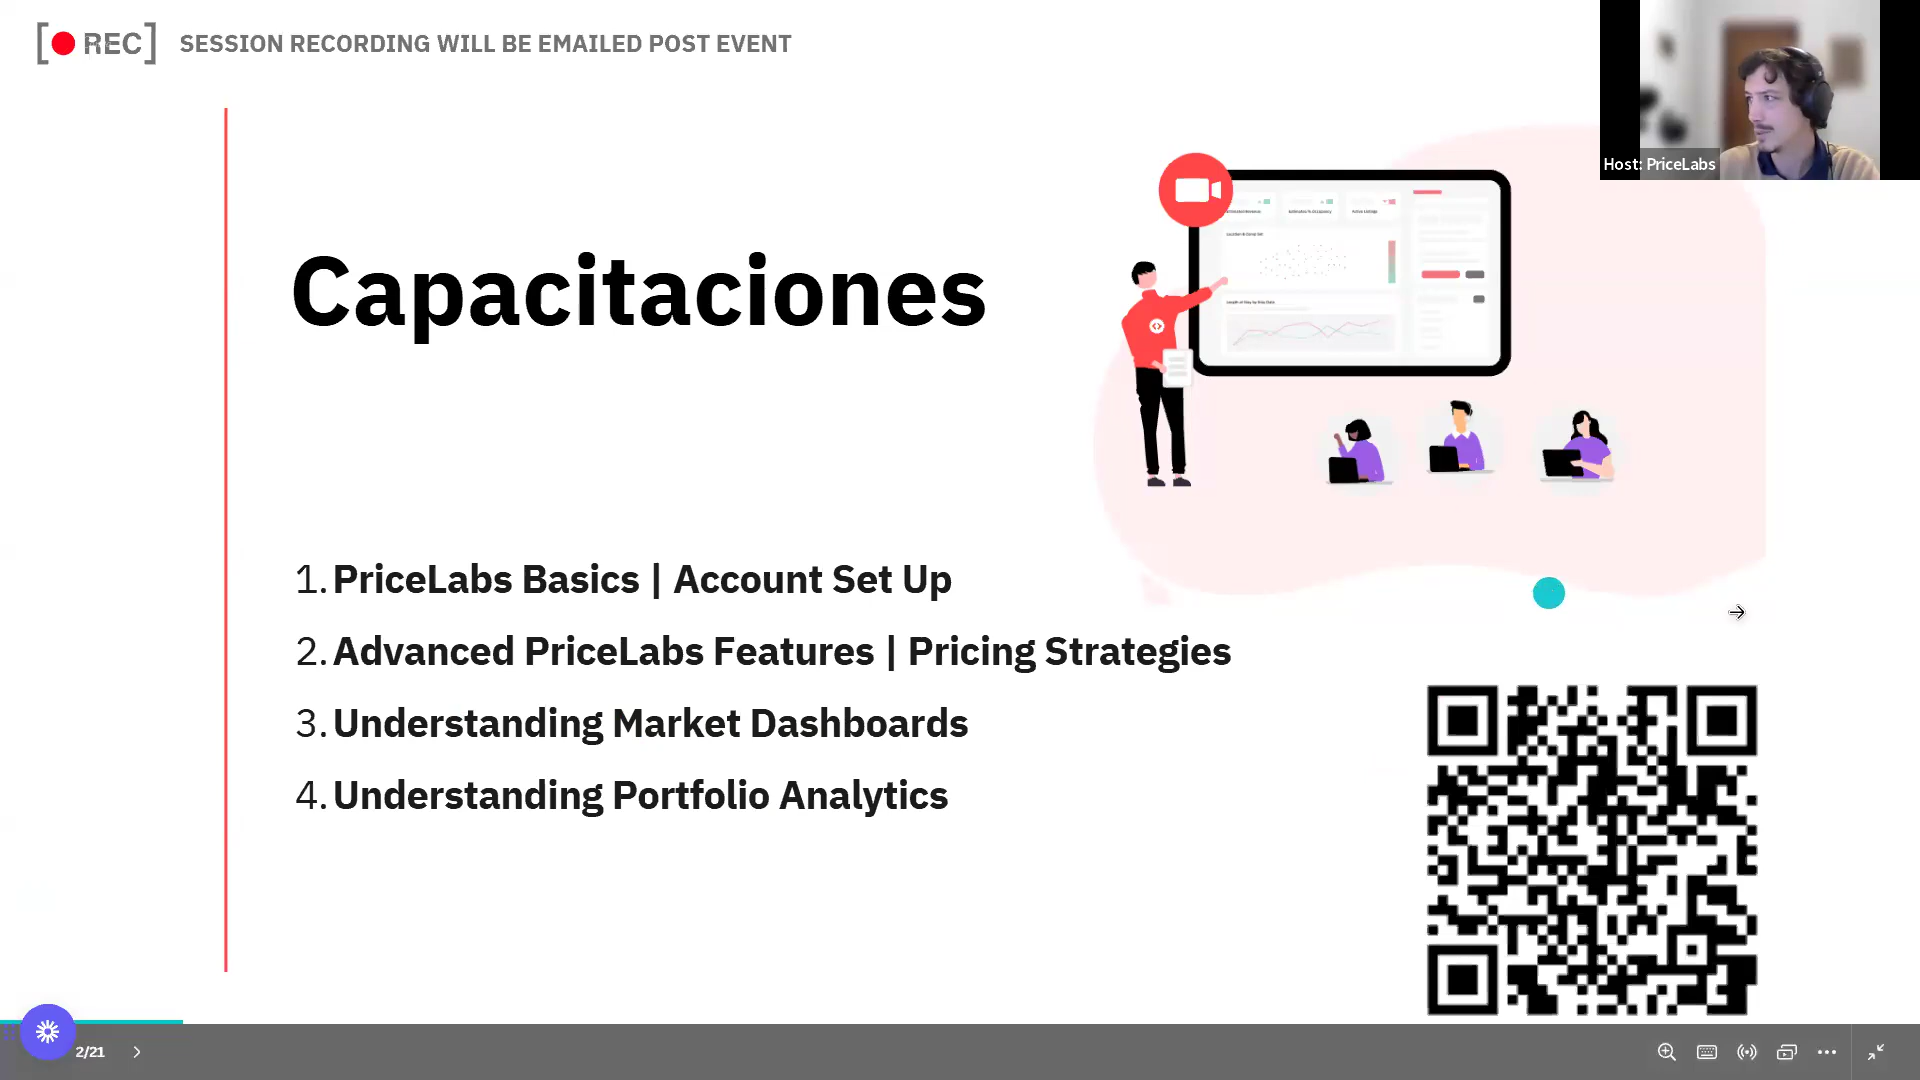 REC SESSION RECORDING WILL BE EMAILED POST EVENT
Host: PriceLabs
Capacitaciones
1. PriceLabs Basics | Account Set Up
2. Advanced PriceLabs Features | Pricing Strategies
3. Understanding Market Dashboards
4. Understanding Portfolio Analytics
2/21